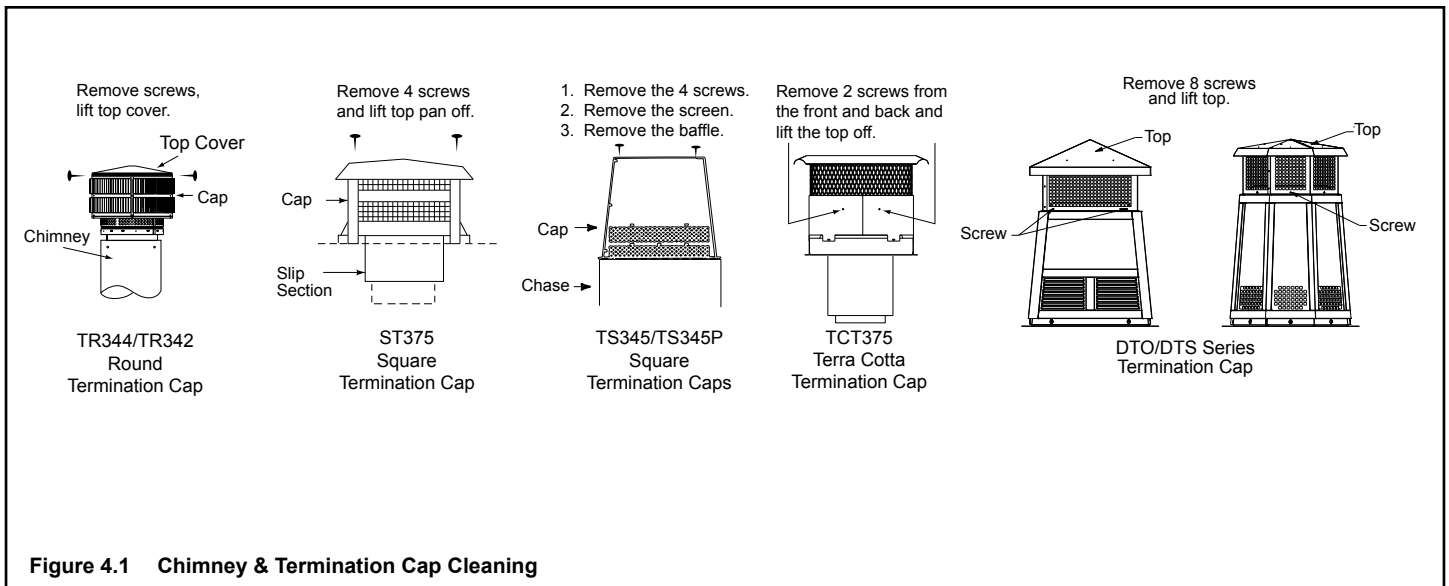 Remove screws,
lift top cover.
Top Cover
Cap
Chimney
TR344/TR342
Round
Termination Cap
Remove 4 screws
and lift top pan off.
Cap
Slip
Section
ST375
Square
Termination Cap
1. Remove the 4 screws.
2. Remove the screen.
3. Remove the baffle.
Cap
Chase
TS345/TS345P
Square
Termination Caps
Remove 2 screws from
the front and back and
lift the top off.
TCT375
Terra Cotta
Termination Cap
Remove 8 screws
and lift top.
Top
Top
Screw
Screw
DTO/DTS Series
Termination Cap
Figure 4.1 Chimney & Termination Cap Cleaning